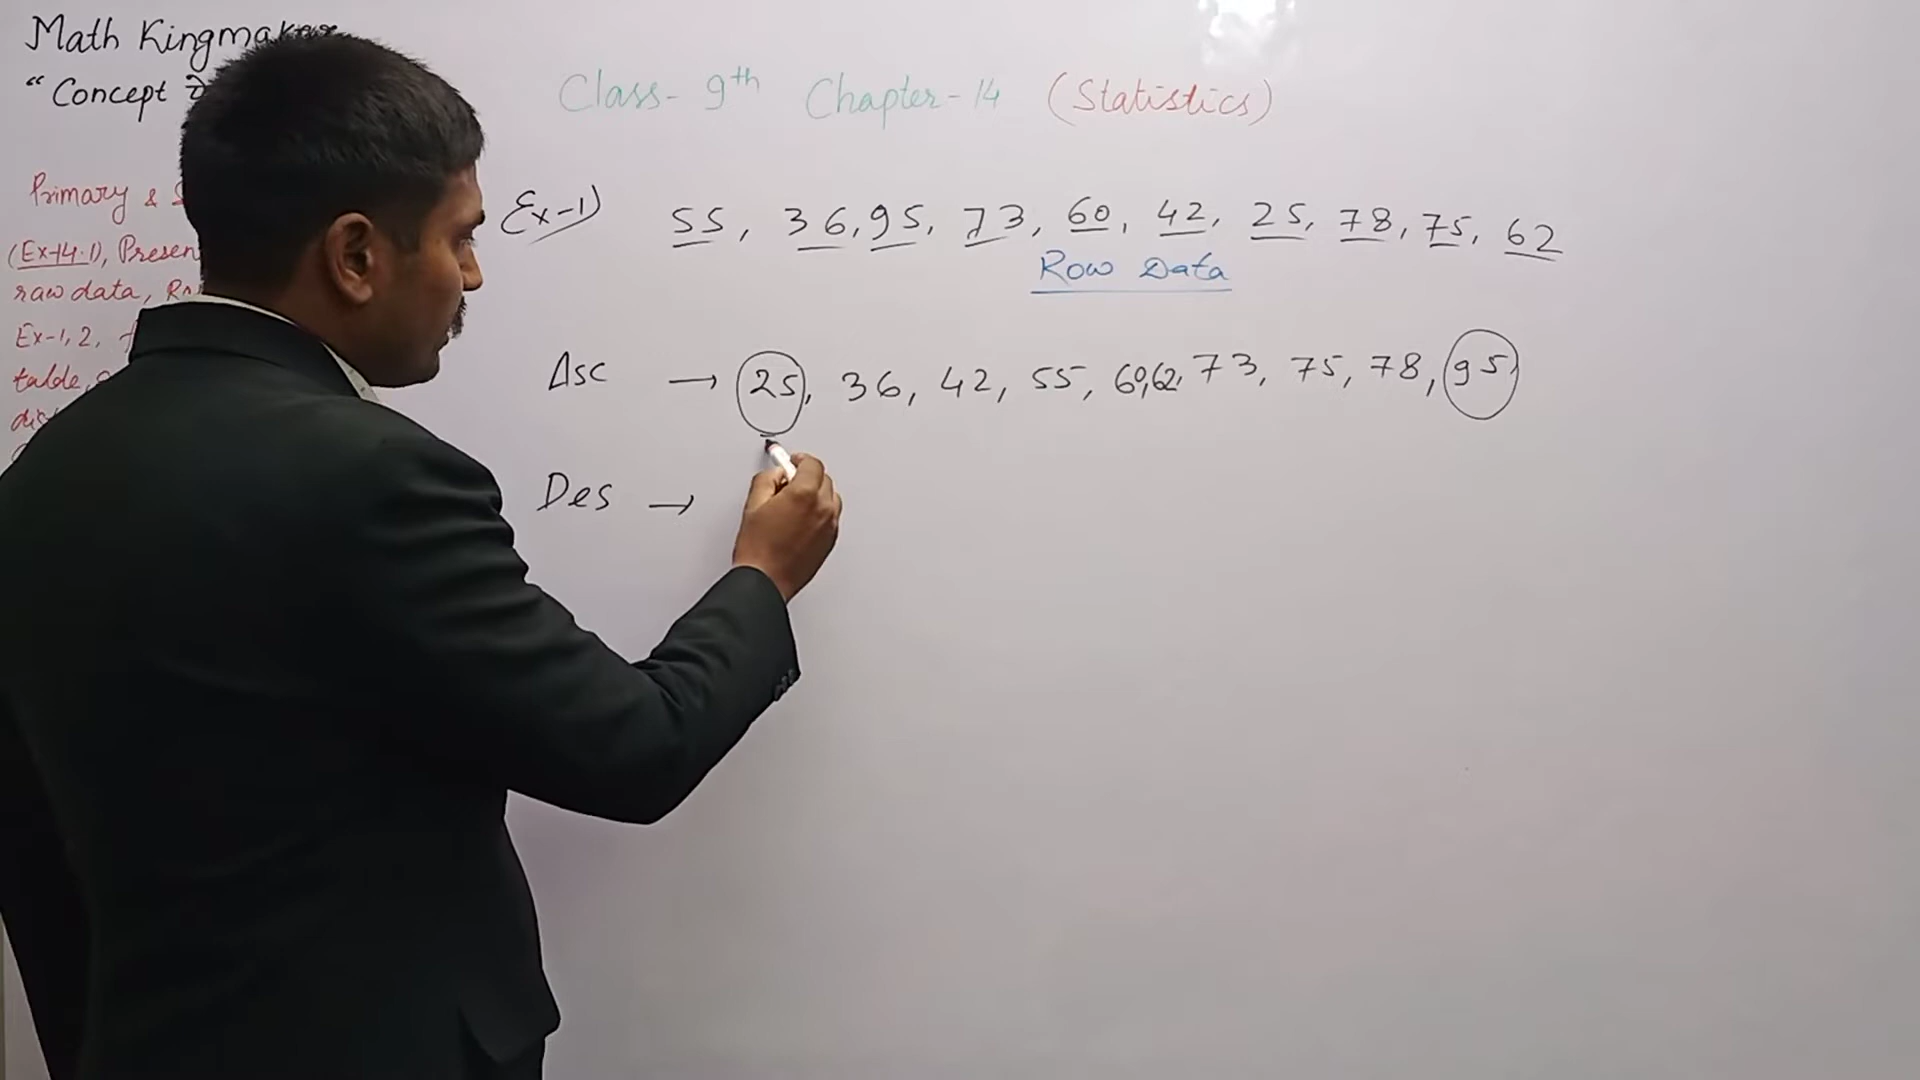 Math Kingmaker
“ Concept
Primary &
(Ex-14.1), Presen
raw data,
Ex-1, 2,
table,
Class- 9th Chapter-14 (Statistics)
Ex-1) 55, 36, 95, 73, 60, 42, 25, 78, 75, 62
Row Data
Asc → 25, 36, 42, 55, 60, 62, 73, 75, 78, 95,
Des →